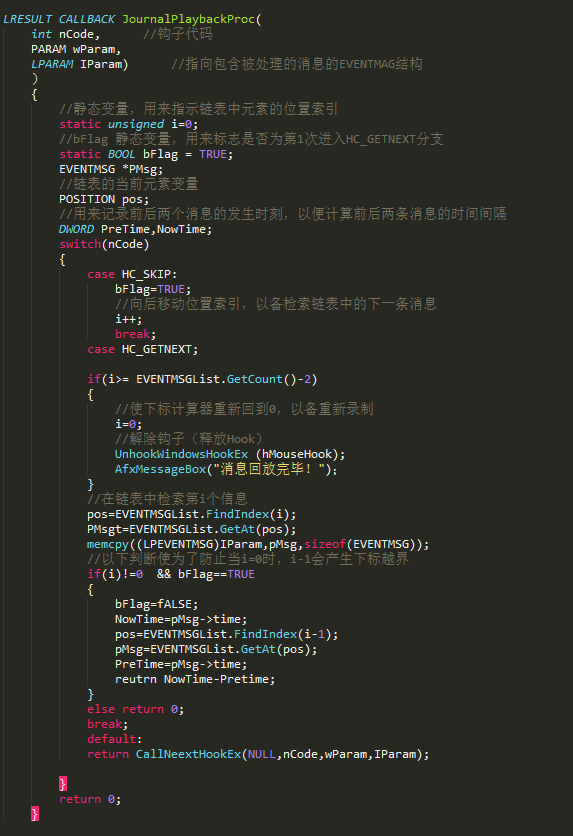 LRESULT CALLBACK JournalPlaybackProc(
int nCode, //钩子代码
PARAM wParam,
LPARAM IParam) //指向包含被处理的消息的EVENTMAG结构
)
{
//静态变量，用来指示链表中元素的位置索引
static unsigned i=0;
//bFlag 静态变量，用来标志是否为第1次进入HC_GETNEXT分支
static BOOL bFlag = TRUE;
EVENTMSG *PMsg;
//链表的当前元素变量
POSITION pos;
//用来记录前后两个消息的发生时刻，以便计算前后两条消息的时间间隔
DWORD PreTime,NowTime;
switch(nCode)
{
case HC_SKIP:
bFlag=TRUE;
//向后移动位置索引，以备检索链表中的下一条消息
i++;
break;
case HC_GETNEXT;
if(i>= EVENTMSGList.GetCount()-2)
{
//使下标计算器重新回到0，以备重新录制
i=0;
//解除钩子（释放Hook）
UnhookWindowsHookEx (hMouseHook);
AfxMessageBox("消息回放完毕！");
}
//在链表中检索第i个信息
pos=EVENTMSGList.FindIndex(i);
PMsgt=EVENTMSGList.GetAt(pos);
memcpy((LPEVENTMSG)IParam,pMsg,sizeof(EVENTMSG));
//以下判断使为了防止当i=0时，i-1会产生下标越界
if(i)!=0 && bFlag==TRUE
{
bFlag=fALSE;
NowTime=pMsg->time;
pos=EVENTMSGList.FindIndex(i-1);
pMsg=EVENTMSGList.GetAt(pos);
PreTime=pMsg->time;
reutrn NowTime-Pretime;
}
else return 0;
break;
default:
return CallNeextHookEx(NULL,nCode,wParam,IParam);
}
return 0;
}